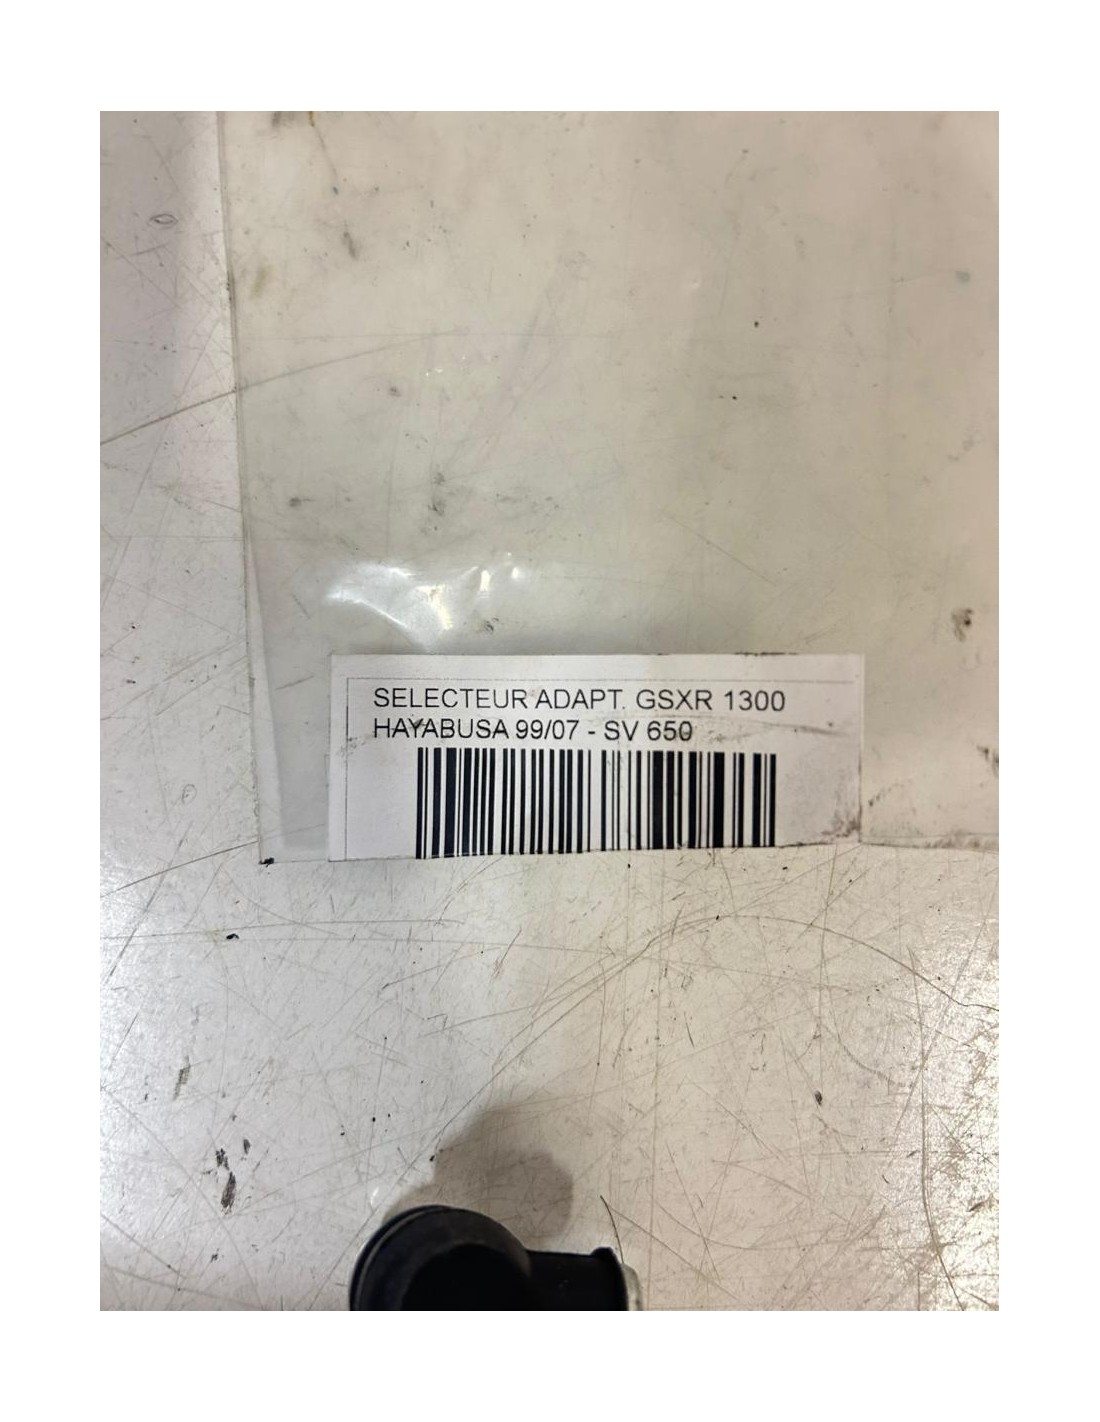 SELECTEUR ADAPT. GSXR 1300
HAYABUSA 99/07 - SV 650